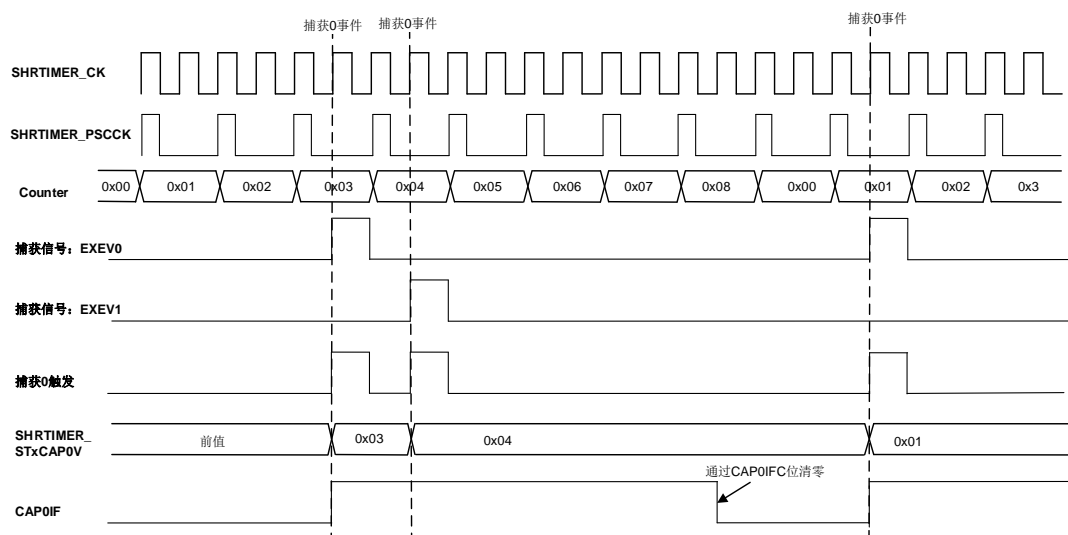 捕获0事件 捕获0事件 捕获0事件
SHRTIMER_CK
SHRTIMER_PSCCK
Counter 0x00 0x01 0x02 0x03 0x04 0x05 0x06 0x07 0x08 0x00 0x01 0x02 0x3
捕获信号：EXEV0
捕获信号：EXEV1
捕获0触发
SHRTIMER_
STxCAP0V 前值 0x03 0x04 0x01
通过CAP0IFC位清零
CAP0IF